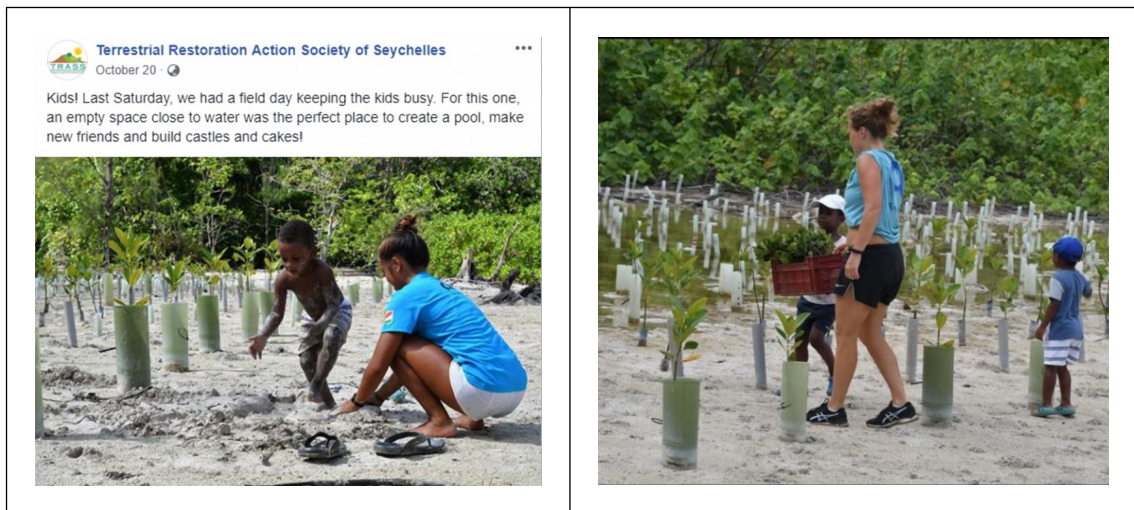 Terrestrial Restoration Action Society of Seychelles
TRASS
October 20 ·
Kids! Last Saturday, we had a field day keeping the kids busy. For this one,
an empty space close to water was the perfect place to create a pool, make
new friends and build castles and cakes!